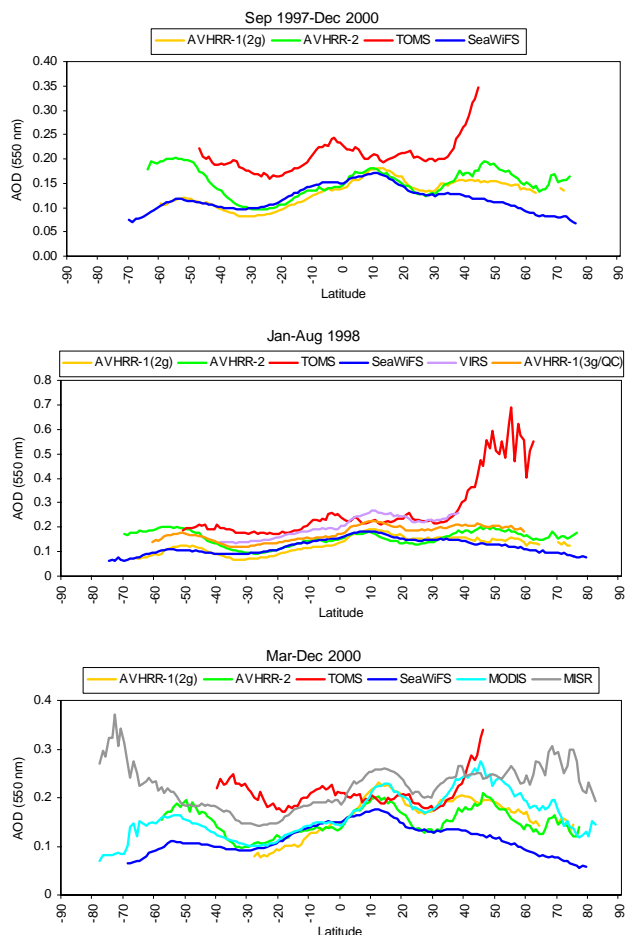 Sep 1997-Dec 2000
AVHRR-1(2g) AVHRR-2 TOMS SeaWiFS
AOD (550 nm)
0.40
0.35
0.30
0.25
0.20
0.15
0.10
0.05
0.00
-90 -80 -70 -60 -50 -40 -30 -20 -10 0 10 20 30 40 50 60 70 80 90
Latitude
Jan-Aug 1998
AVHRR-1(2g) AVHRR-2 TOMS SeaWiFS VIRS AVHRR-1(3g/QC)
AOD (550 nm)
0.8
0.7
0.6
0.5
0.4
0.3
0.2
0.1
0
-90 -80 -70 -60 -50 -40 -30 -20 -10 0 10 20 30 40 50 60 70 80 90
Latitude
Mar-Dec 2000
AVHRR-1(2g) AVHRR-2 TOMS SeaWiFS MODIS MISR
AOD (550 nm)
0.4
0.3
0.2
0.1
0
-90 -80 -70 -60 -50 -40 -30 -20 -10 0 10 20 30 40 50 60 70 80 90
Latitude